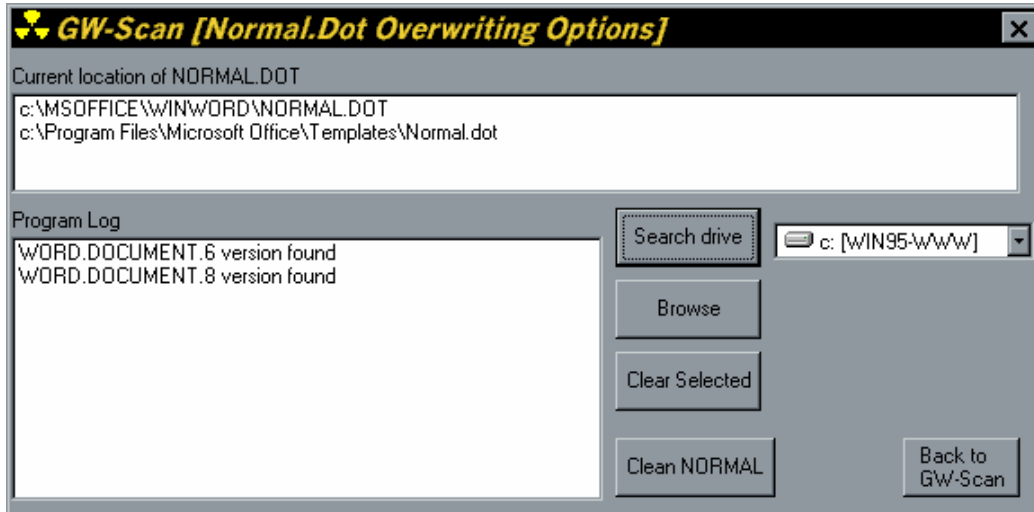 GW-Scan [Normal.Dot Overwriting Options]
Current location of NORMAL.DOT
c:\MSOFFICE\WINWORD\NORMAL.DOT
c:\Program Files\Microsoft Office\Templates\Normal.dot
Program Log
WORD.DOCUMENT.6 version found
WORD.DOCUMENT.8 version found
Search drive
c: [WIN95-WWW]
Browse
Clear Selected
Clean NORMAL
Back to
GW-Scan